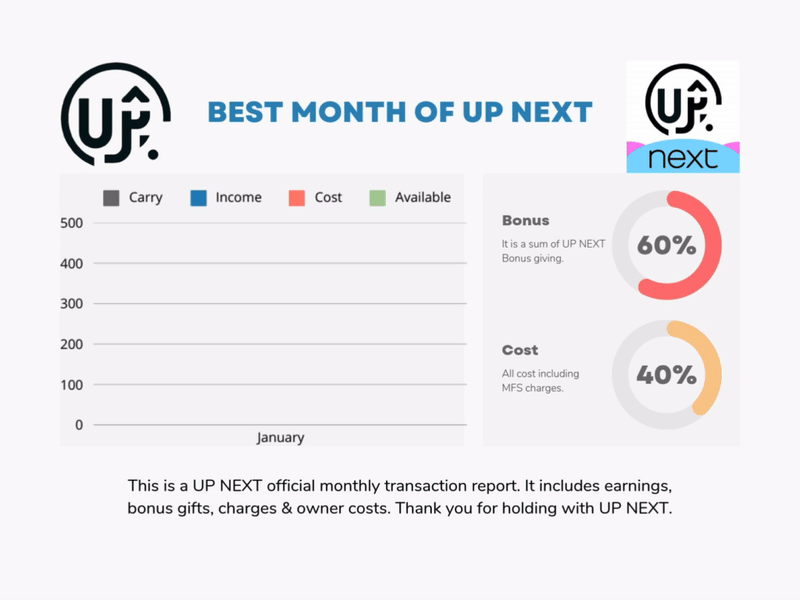 UP.
BEST MONTH OF UP NEXT
UP.
next
Carry
Income
Cost
Available
500
400
300
200
100
0
January
Bonus
It is a sum of UP NEXT
Bonus giving.
60%
Cost
All cost including
MFS charges.
40%
This is a UP NEXT official monthly transaction report. It includes earnings,
bonus gifts, charges & owner costs. Thank you for holding with UP NEXT.